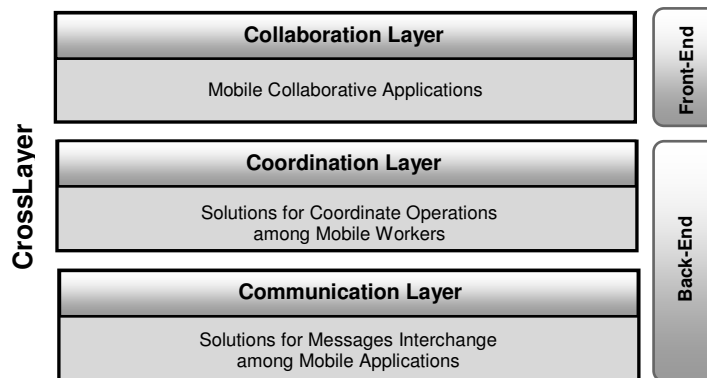 CrossLayer
Collaboration Layer
Mobile Collaborative Applications
Front-End
Coordination Layer
Solutions for Coordinate Operations
among Mobile Workers
Communication Layer
Solutions for Messages Interchange
among Mobile Applications
Back-End